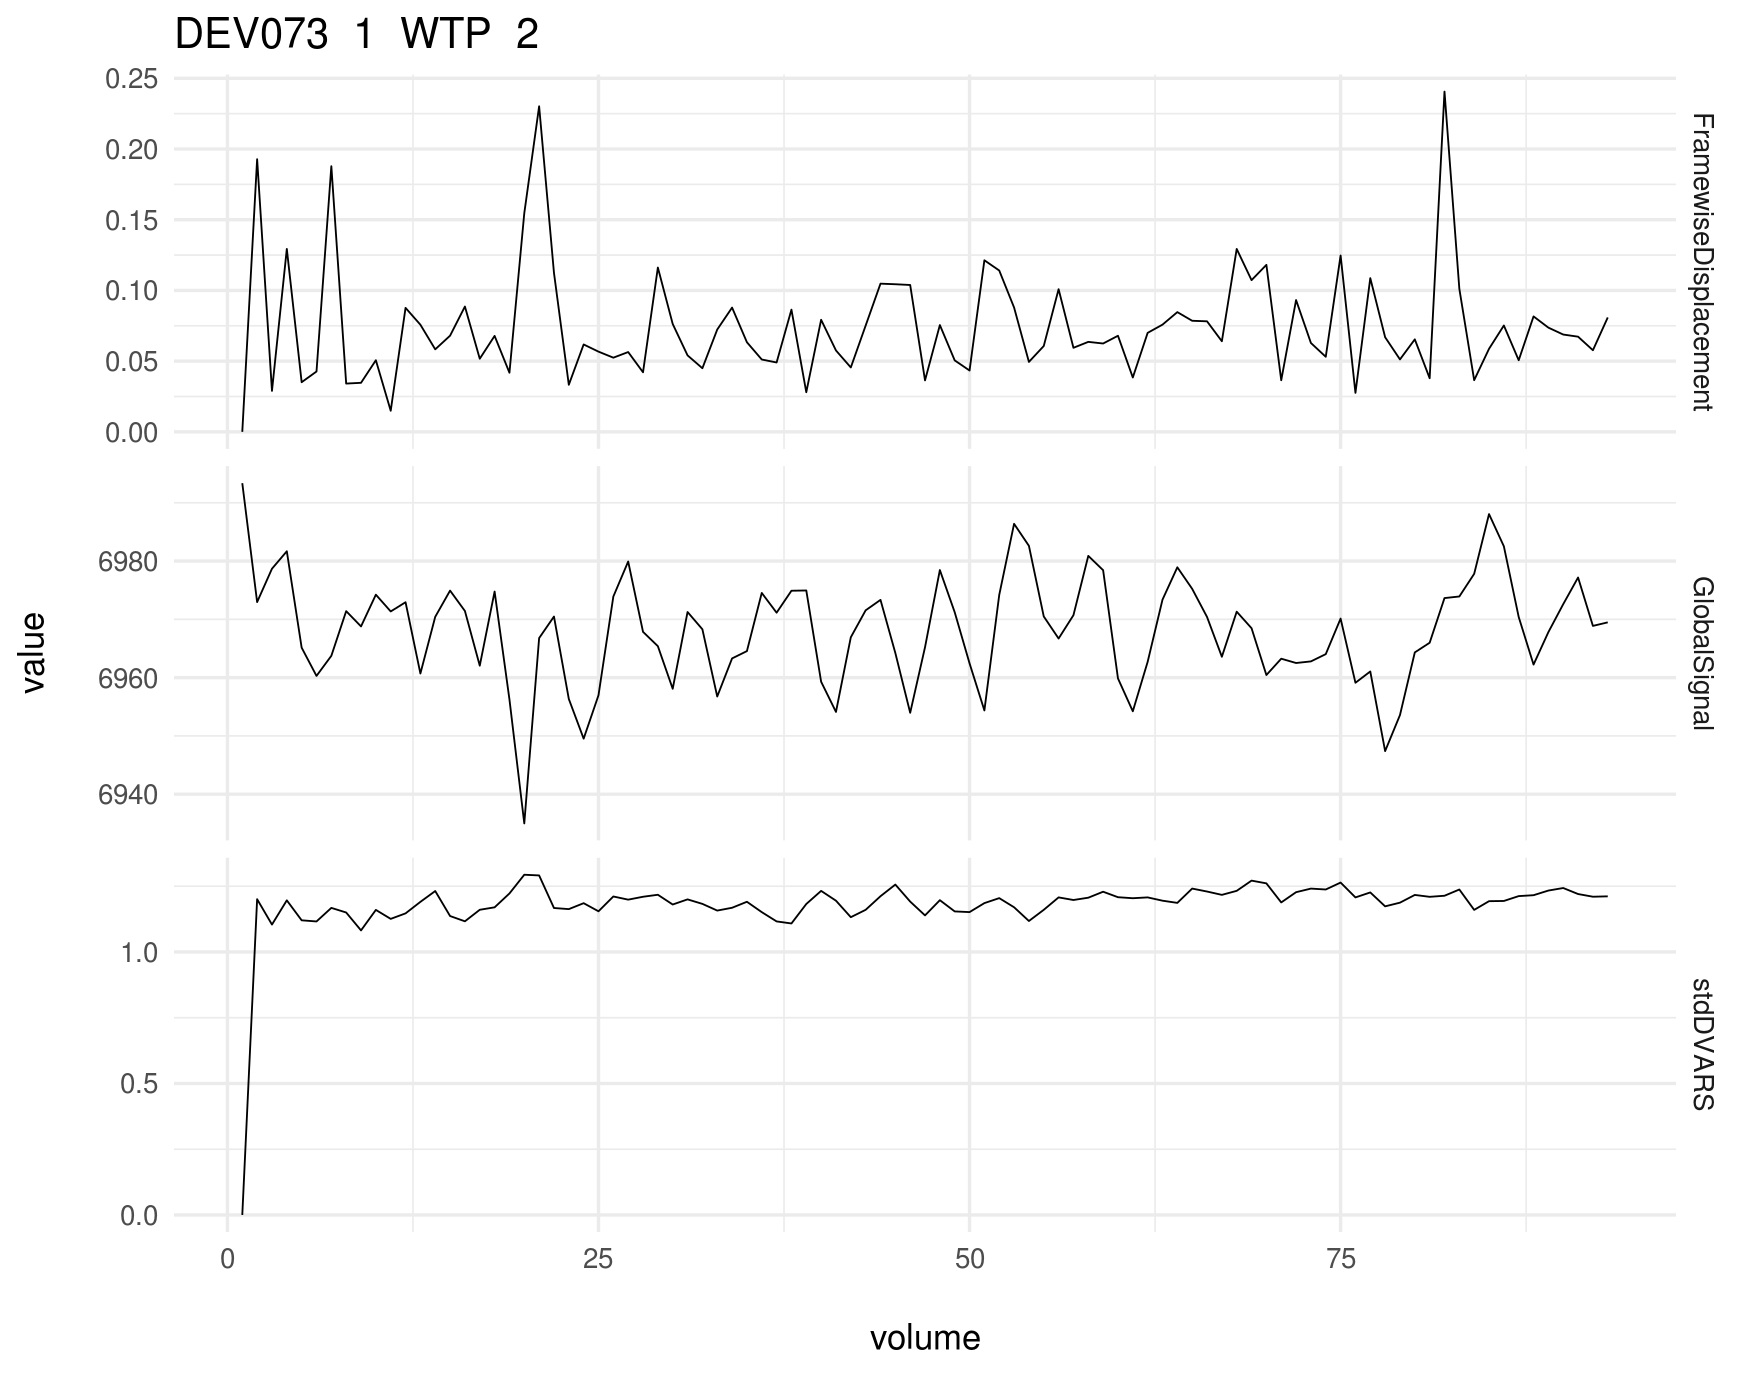 DEV073 1 WTP 2
0.25
0.20
0.15
0.10
0.05
0.00
FramewiseDisplacement
6980
6960
6940
GlobalSignal
1.0
0.5
0.0
stdDVARS
value
0 25 50 75
volume